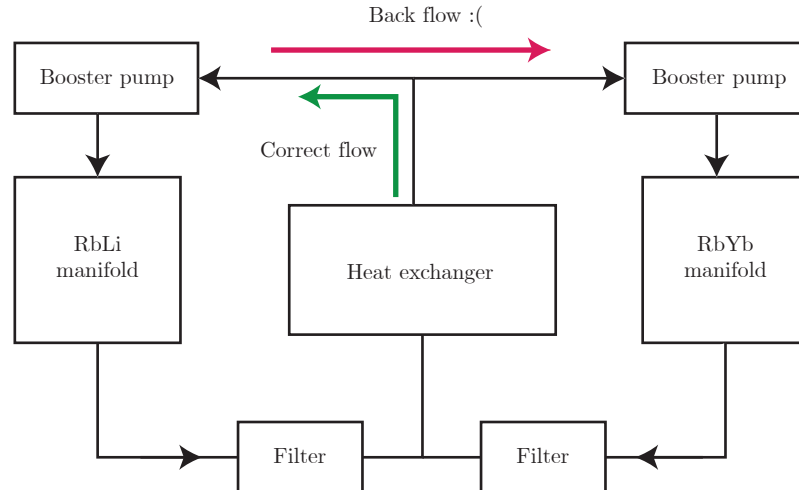 Back flow :(
Booster pump
Booster pump
Correct flow
RbLi
manifold
Heat exchanger
RbYb
manifold
Filter
Filter